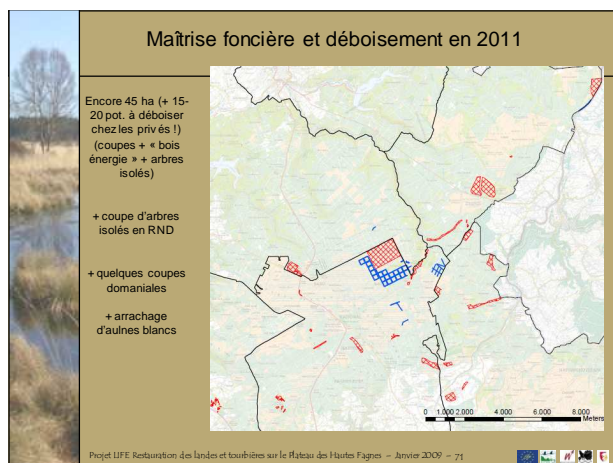 Maîtrise foncière et déboisement en 2011
Encore 45 ha (+ 15-
20 pot. à déboiser
chez les privés !)
(coupes + « bois
énergie » + arbres
isolés)
+ coupe d'arbres
isolés en RND
+ quelques coupes
domaniales
+ arrachage
d'aulnes blancs
0 1.000 2.000 4.000 6.000 8.000
Meters
Projet LIFE Restauration des landes et tourbières sur le Plateau des Hautes Fagnes – Janvier 2009 – 71